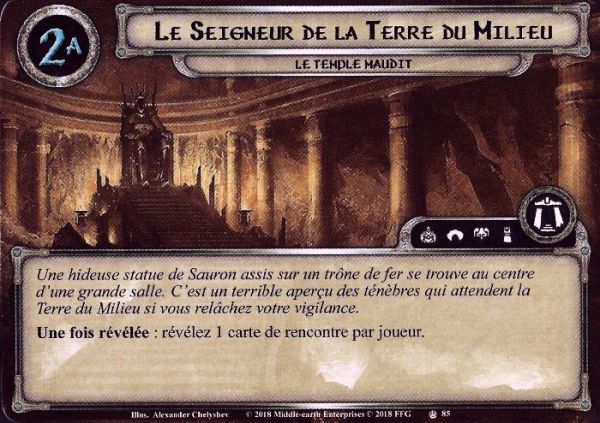 2A
LE SEIGNEUR DE LA TERRE DU MILIEU
LE TEMPLE MAUDIT
Une hideuse statue de Sauron assis sur un trône de fer se trouve au centre
d'une grande salle. C'est un terrible aperçu des ténèbres qui attendent la
Terre du Milieu si vous relâchez votre vigilance.
Une fois révélée : révélez 1 carte de rencontre par joueur.
Illus. Alexander Chelyshev © 2018 Middle-earth Enterprises © 2018 FFG 85